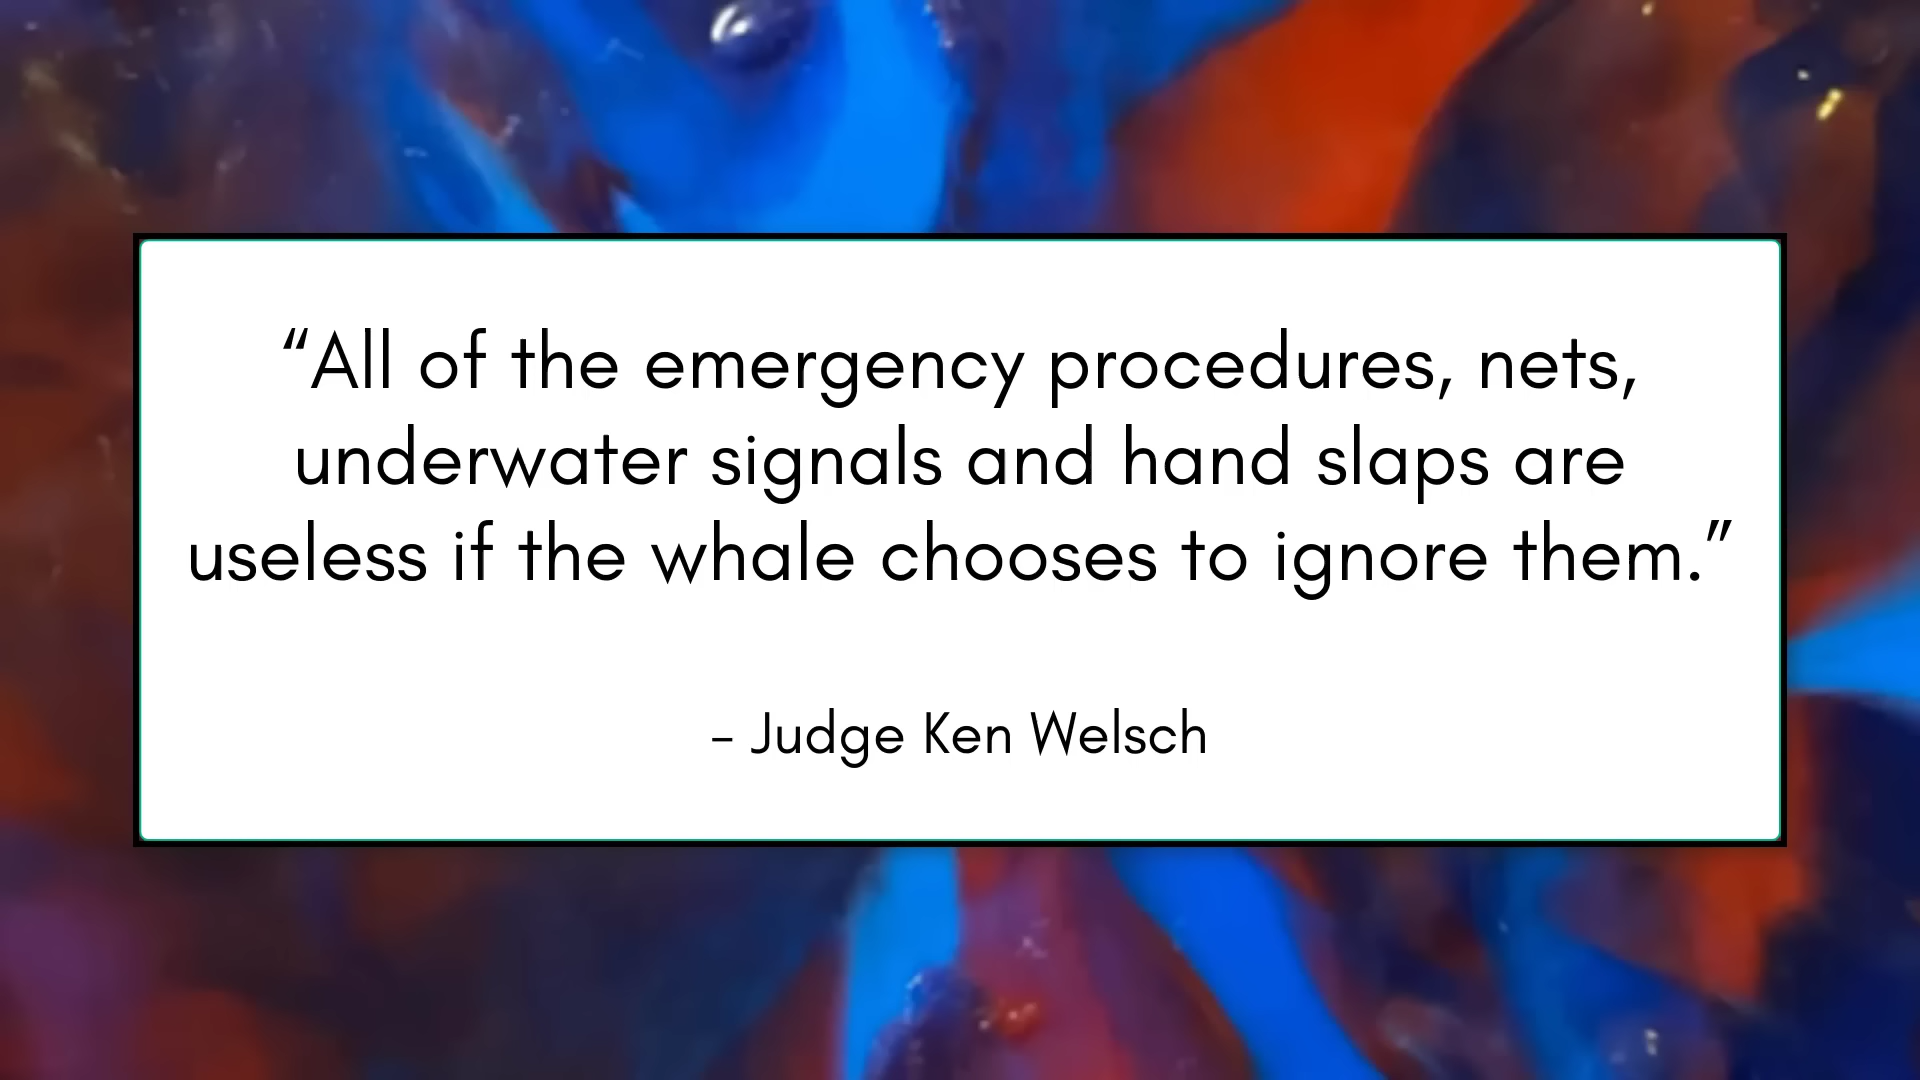 “All of the emergency procedures, nets,
underwater signals and hand slaps are
useless if the whale chooses to ignore them.”
– Judge Ken Welsch